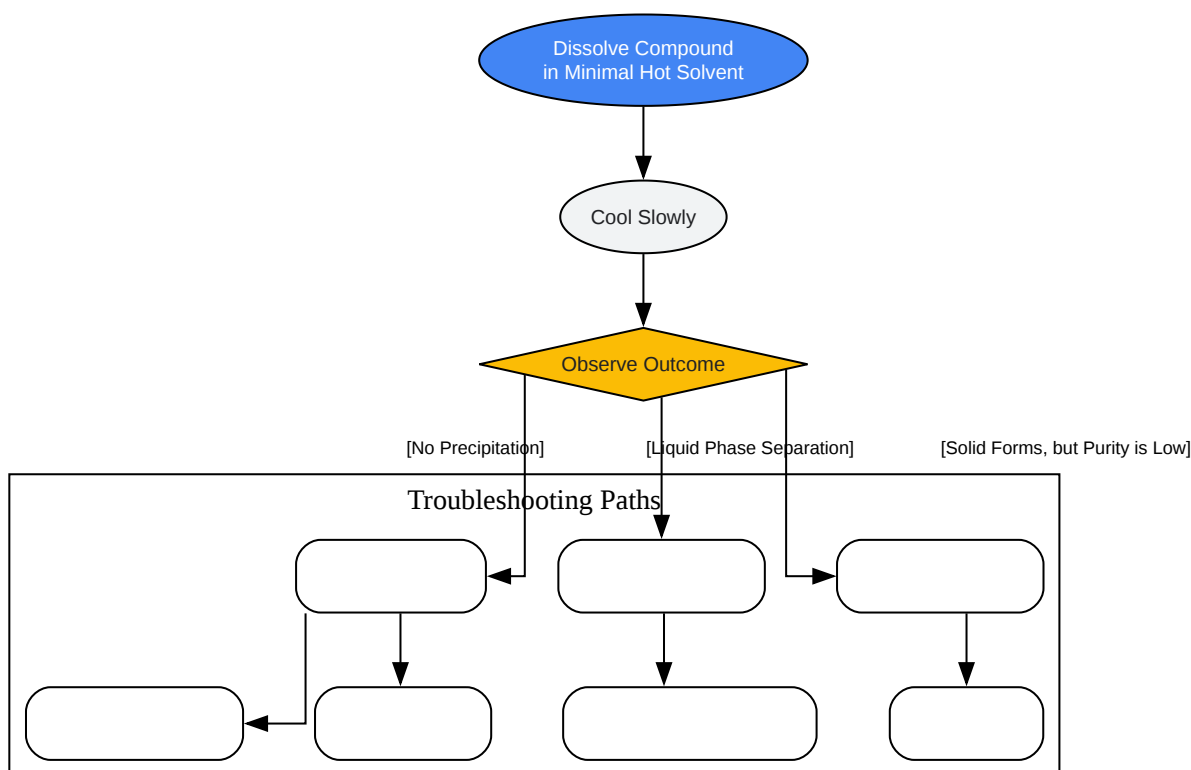 Dissolve Compound
in Minimal Hot Solvent
Cool Slowly
Observe Outcome
[No Precipitation]
[Liquid Phase Separation]
[Solid Forms, but Purity is Low]
Troubleshooting Paths